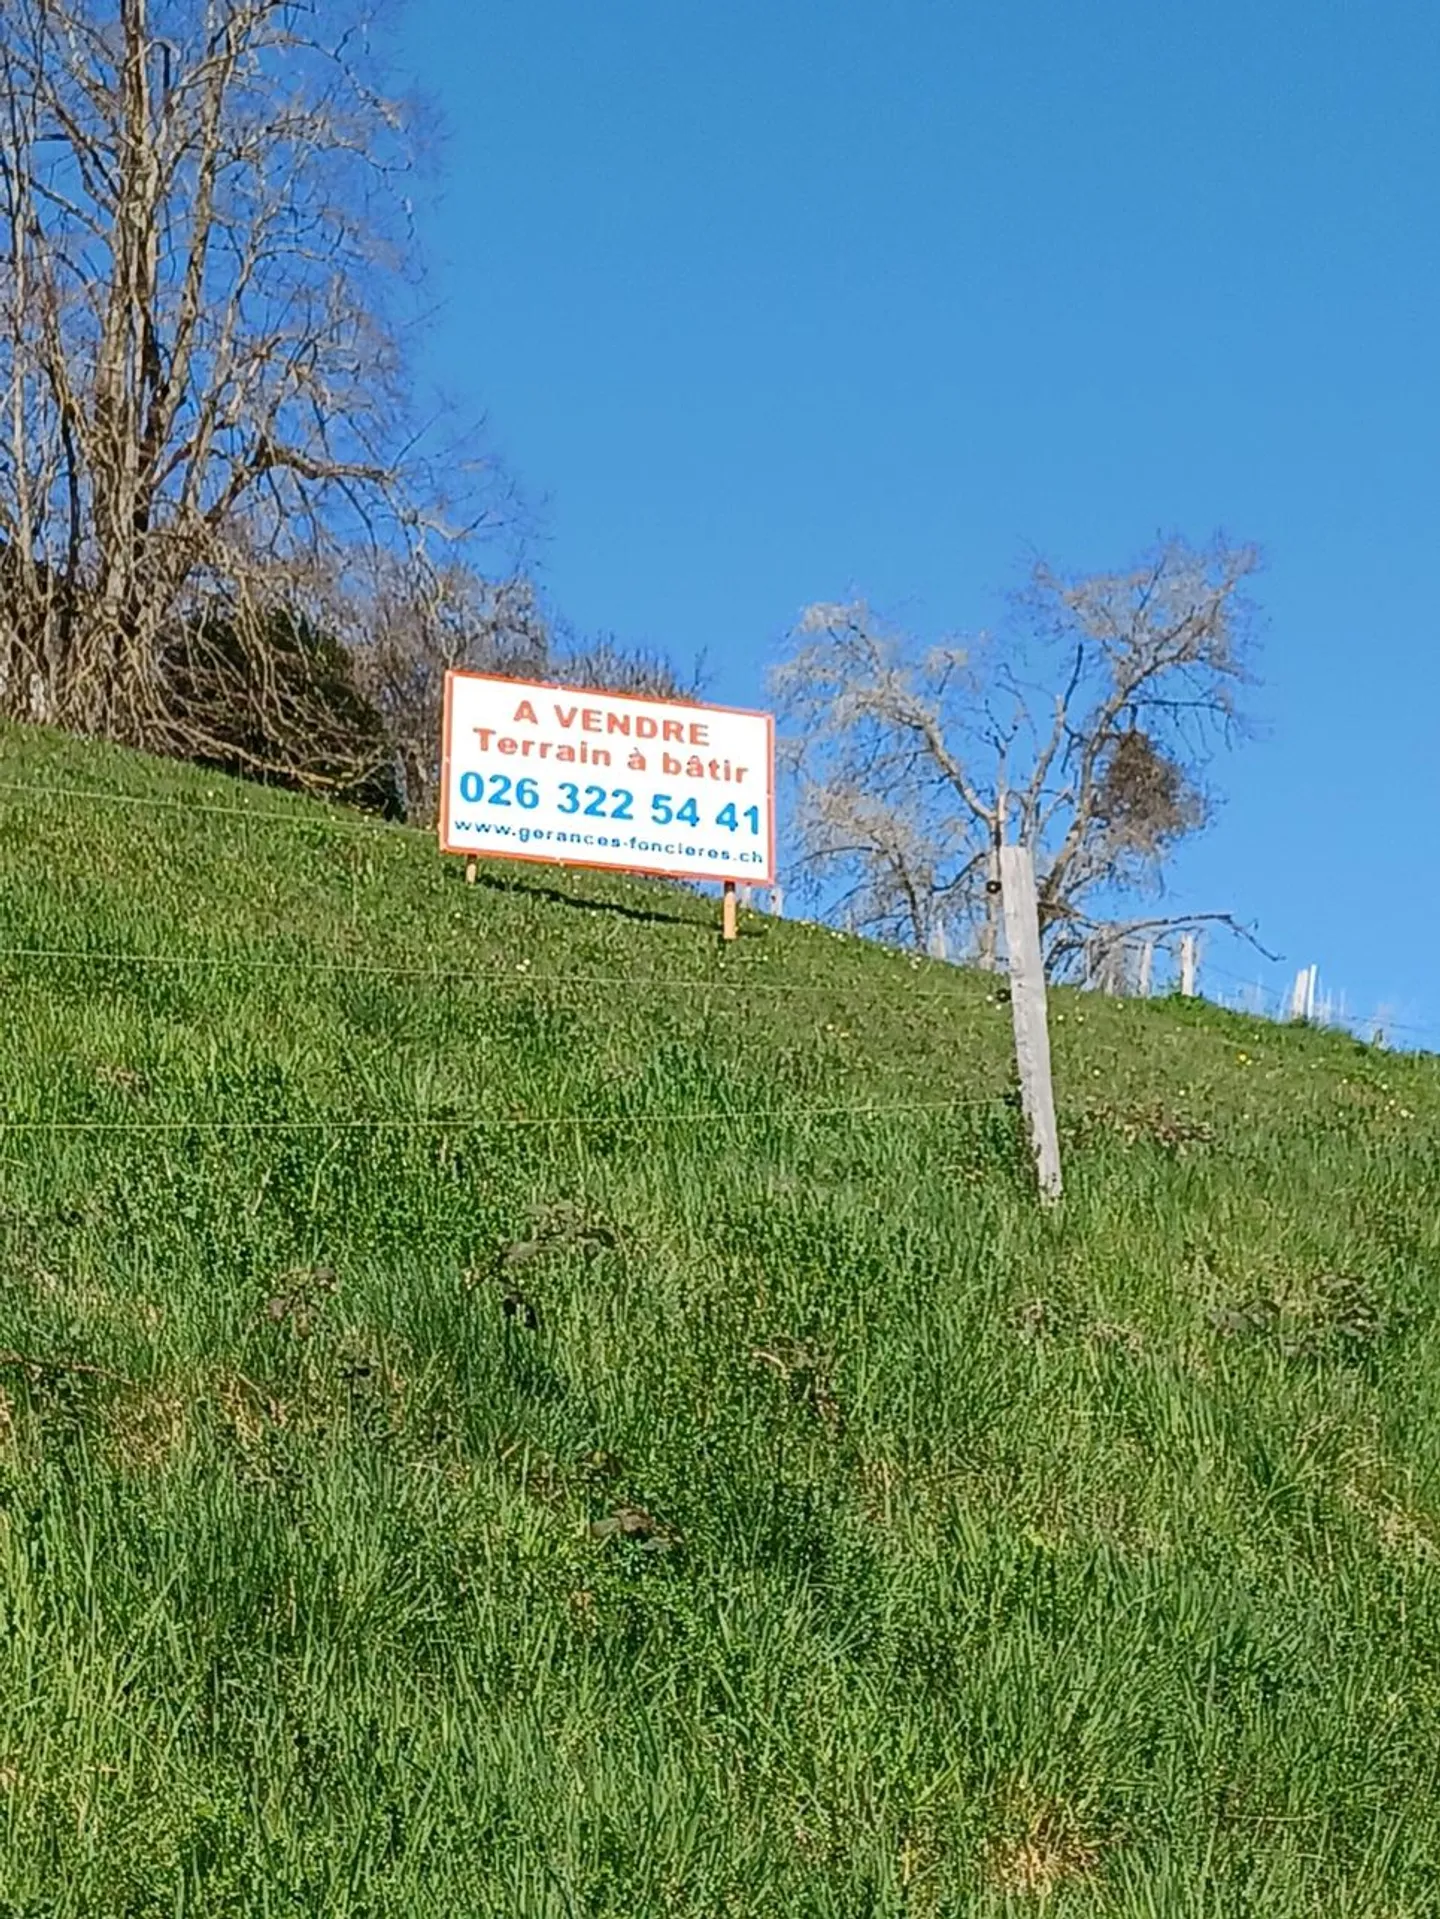 A VENDRE
Terrain à bâtir
026 322 54 41
www.gerances-foncieres.ch